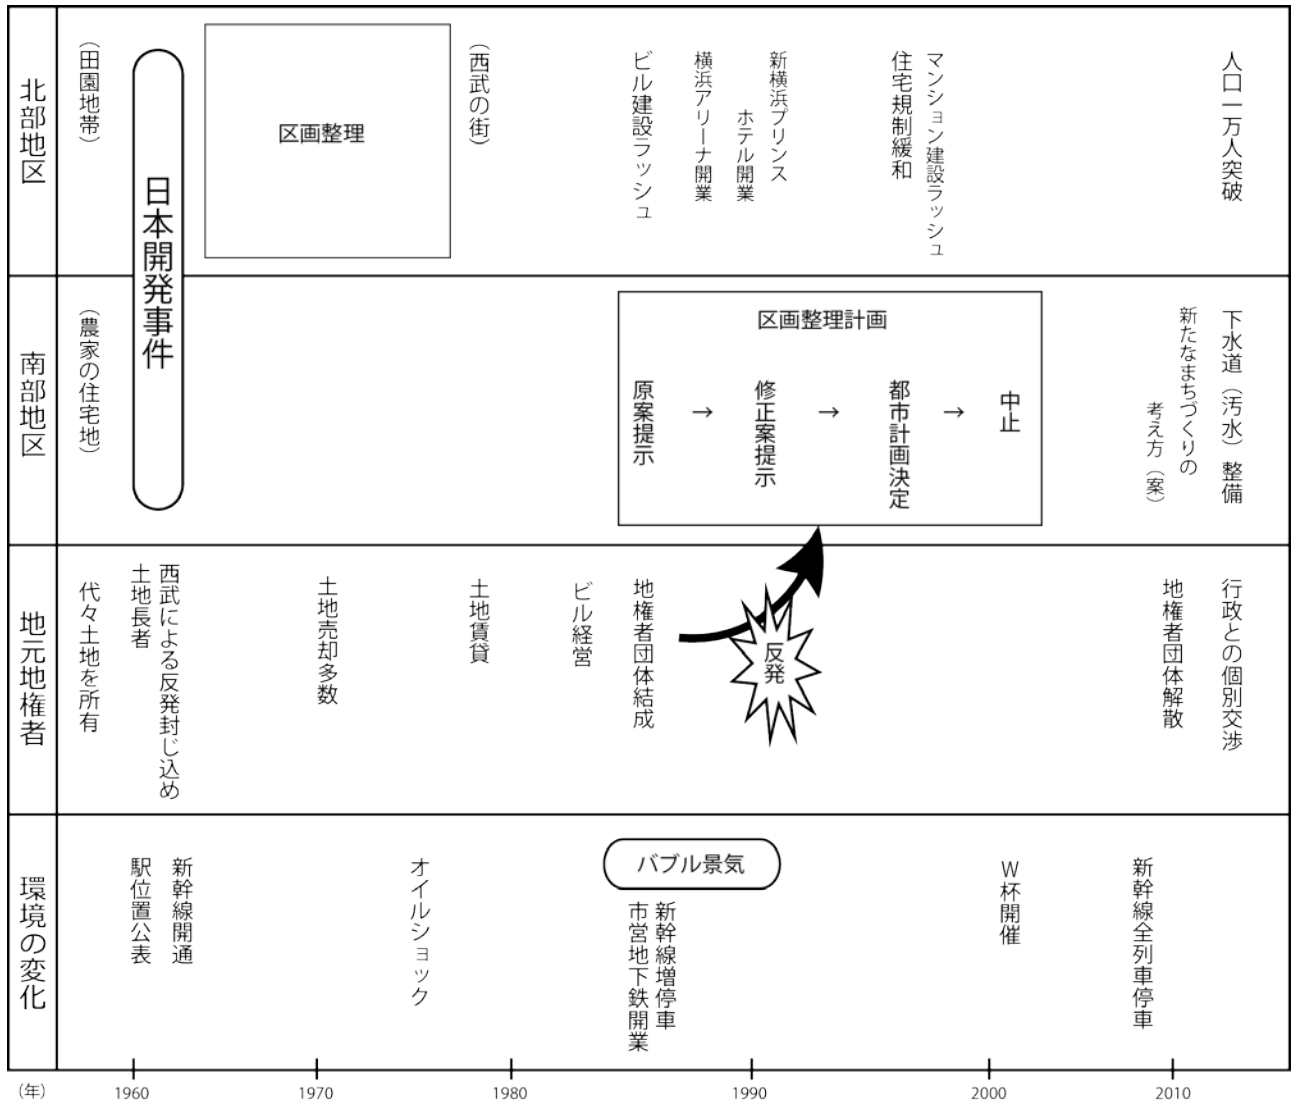 北部地区
（田園地帯）
日本開発事件
区画整理
（西武の街）
ビル建設ラッシュ
横浜アリーナ開業
新横浜プリンス
ホテル開業
住宅規制緩和
マンション建設ラッシュ
人口一万人突破
南部地区
（農家の住宅地）
区画整理計画
原案提示
→
修正案提示
→
都市計画決定
→
中止
新たなまちづくりの
考え方（案）
下水道（汚水）整備
地元地権者
代々土地を所有
土地長者
西武による反発封じ込め
土地売却多数
土地賃貸
ビル経営
地権者団体結成
反発
地権者団体解散
行政との個別交渉
環境の変化
駅位置公表
新幹線開通
オイルショック
バブル景気
市営地下鉄開業
新幹線増停車
W杯開催
新幹線全列車停車
（年）
1960
1970
1980
1990
2000
2010